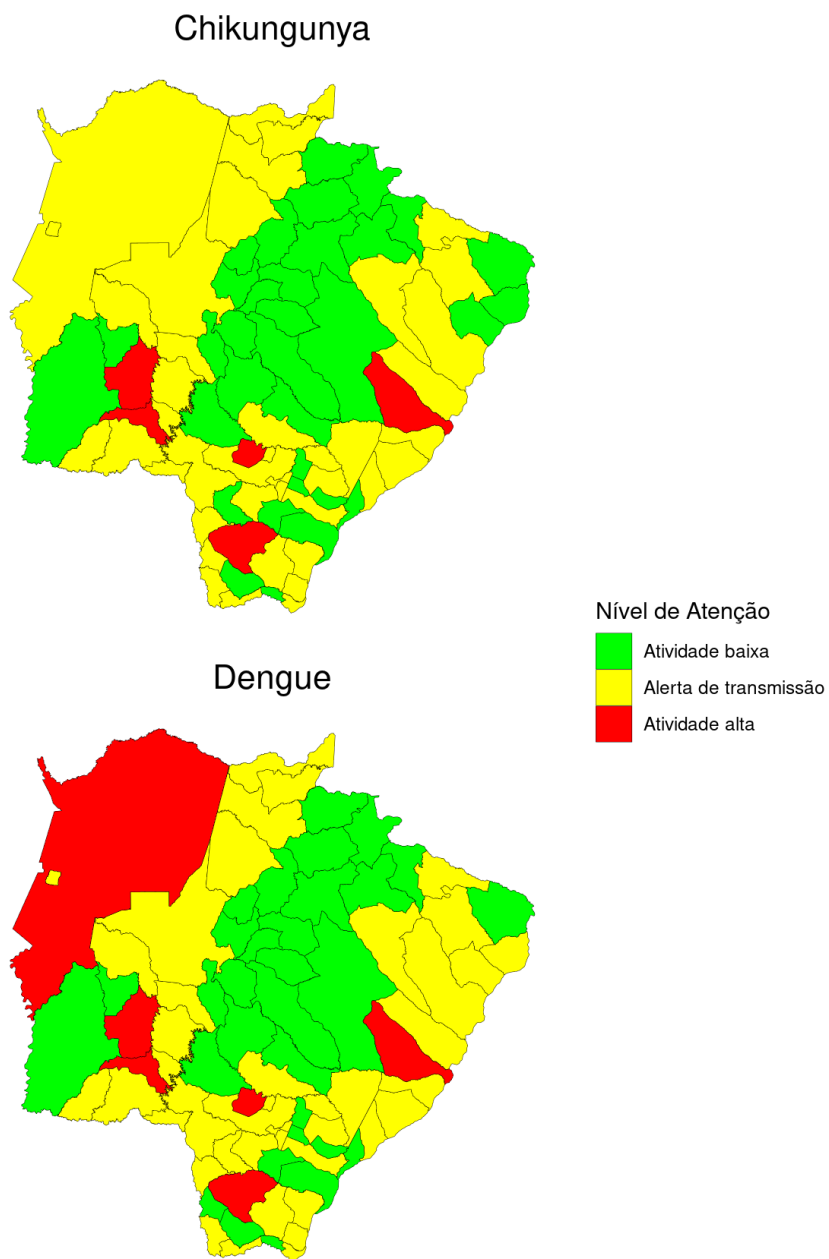 Chikungunya
Nível de Atenção
Atividade baixa
Alerta de transmissão
Atividade alta
Dengue